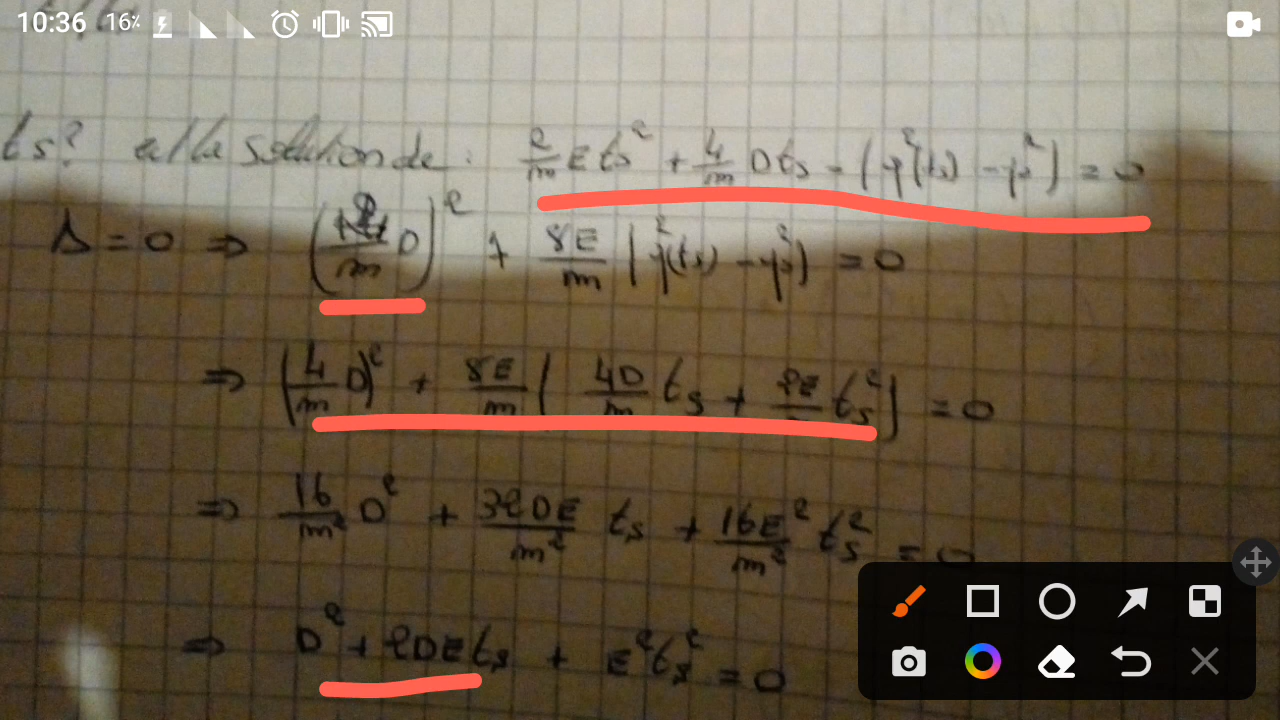 10:36 16%
ts? a la solution de : 2/m E ts² + 4/m D ts - (y²(ts) - ys²) = 0
Δ = 0 ⇒ (4/m D)² + 8E/m (y²(ts) - ys²) = 0
⇒ (4/m D)² + 8E/m (4D/m ts + 2E/m ts²) = 0
⇒ 16/m² D² + 32DE/m² ts + 16E²/m² ts² = 0
⇒ D² + 2DE ts + E² ts² = 0